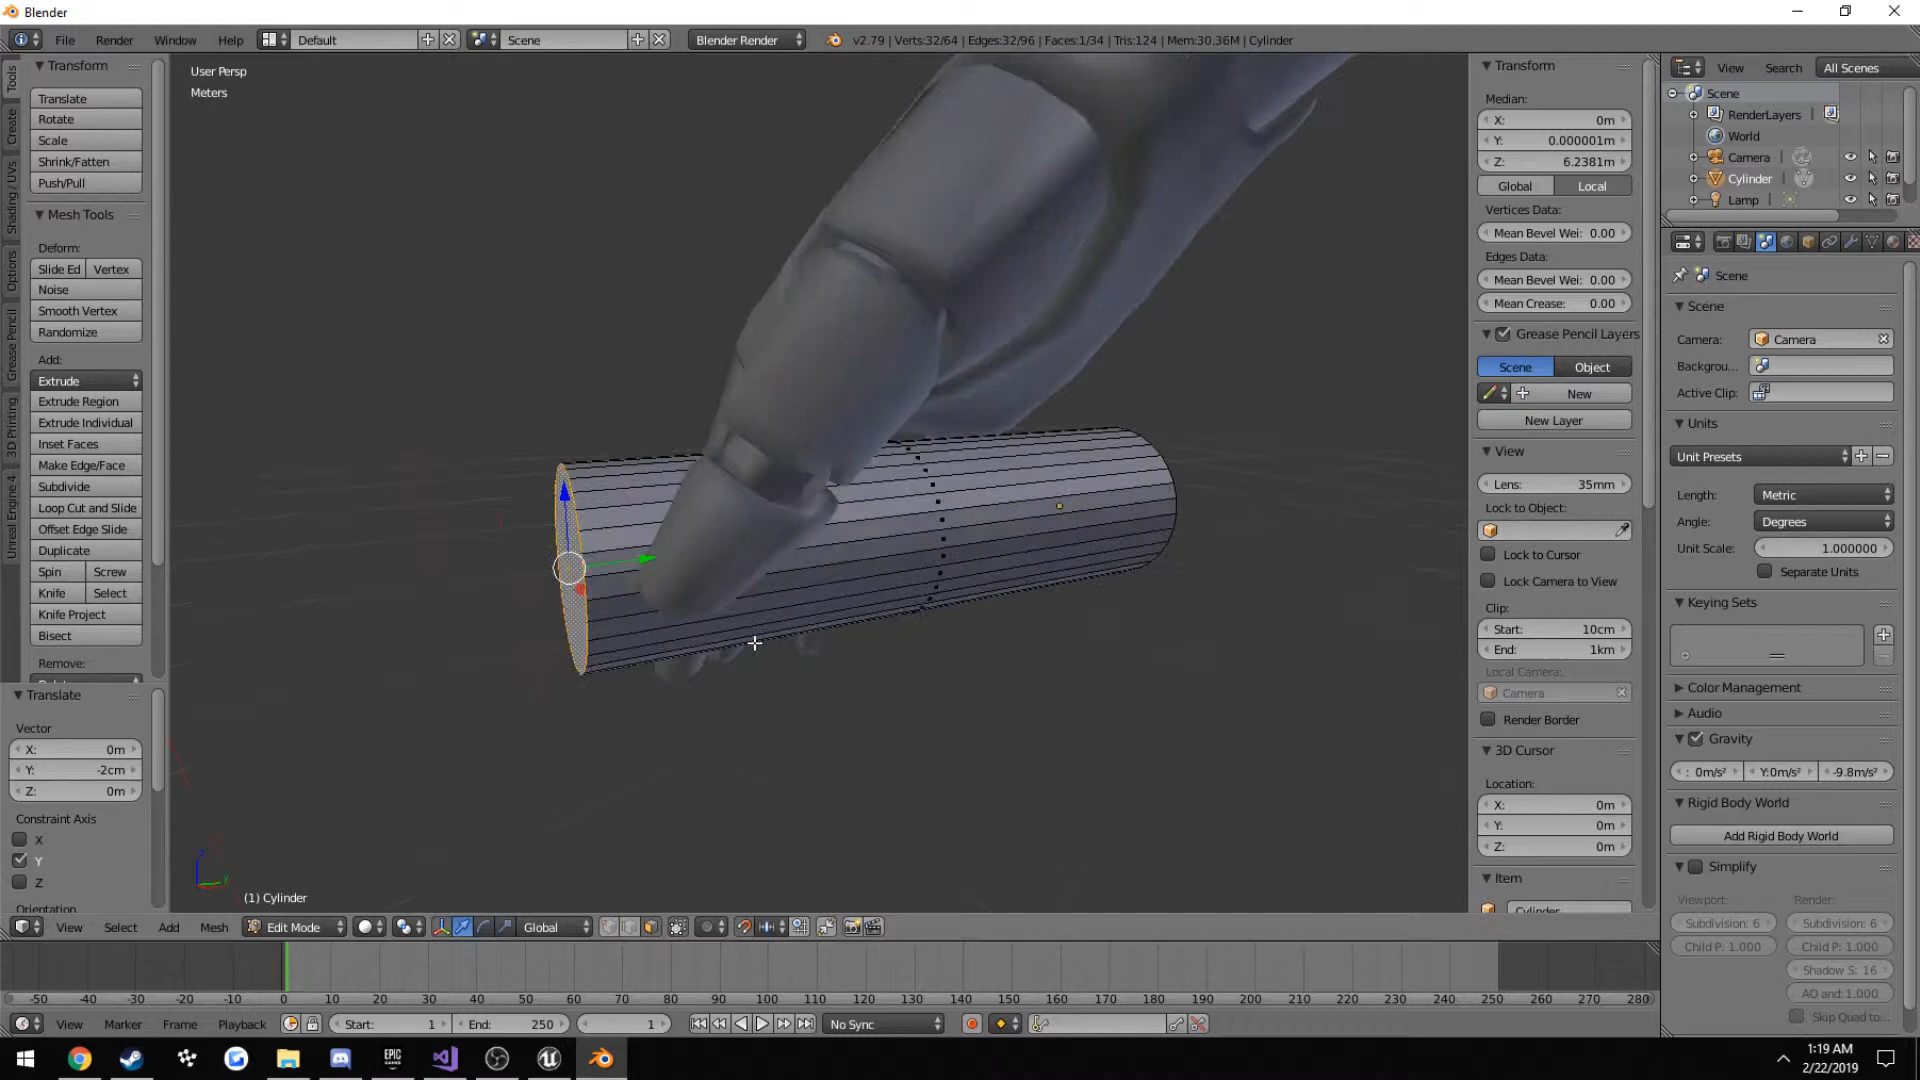 Blender
File Render Window Help Default Scene Blender Render v2.79 | Verts:32/64 | Edges:32/96 | Faces:1/34 | Tris:124 | Mem:30.36M | Cylinder
Tools
Create
Shading / UVs
Options
Grease Pencil
3D Printing
Unreal Engine 4
Transform
Translate
Rotate
Scale
Shrink/Fatten
Push/Pull
Mesh Tools
Deform:
Slide Ed Vertex
Noise
Smooth Vertex
Randomize
Add:
Extrude
Extrude Region
Extrude Individual
Inset Faces
Make Edge/Face
Subdivide
Loop Cut and Slide
Offset Edge Slide
Duplicate
Spin Screw
Knife Select
Knife Project
Bisect
Remove:
Translate
Vector
X: 0m
Y: -2cm
Z: 0m
Constraint Axis
X
Y
Z
Orientation
User Persp
Meters
(1) Cylinder
View Select Add Mesh Edit Mode Global
Transform
Median:
X: 0m
Y: 0.000001m
Z: 6.2381m
Global Local
Vertices Data:
Mean Bevel Wei: 0.00
Edges Data:
Mean Bevel Wei: 0.00
Mean Crease: 0.00
Grease Pencil Layers
Scene Object
New
New Layer
View
Lens: 35mm
Lock to Object:
Lock to Cursor
Lock Camera to View
Clip:
Start: 10cm
End: 1km
Local Camera:
Camera
Render Border
3D Cursor
Location:
X: 0m
Y: 0m
Z: 0m
Item
Cylinder
View Search All Scenes
Scene
RenderLayers
World
Camera
Cylinder
Lamp
Scene
Scene
Camera: Camera
Backgrou...
Active Clip:
Units
Unit Presets
Length: Metric
Angle: Degrees
Unit Scale: 1.000000
Separate Units
Keying Sets
Color Management
Audio
Gravity
: 0m/s² Y:0m/s² -9.8m/s²
Rigid Body World
Add Rigid Body World
Simplify
Viewport: Render:
Subdivision: 6 Subdivision: 6
Child P: 1.000 Child P: 1.000
Shadow S: 16
AO and: 1.000
Skip Quad to...
-50 -40 -30 -20 -10 0 10 20 30 40 50 60 70 80 90 100 110 120 130 140 150 160 170 180 190 200 210 220 230 240 250 260 270 280
View Marker Frame Playback Start: 1 End: 250 1 No Sync
EPIC
GAMES
1:19 AM
2/22/2019